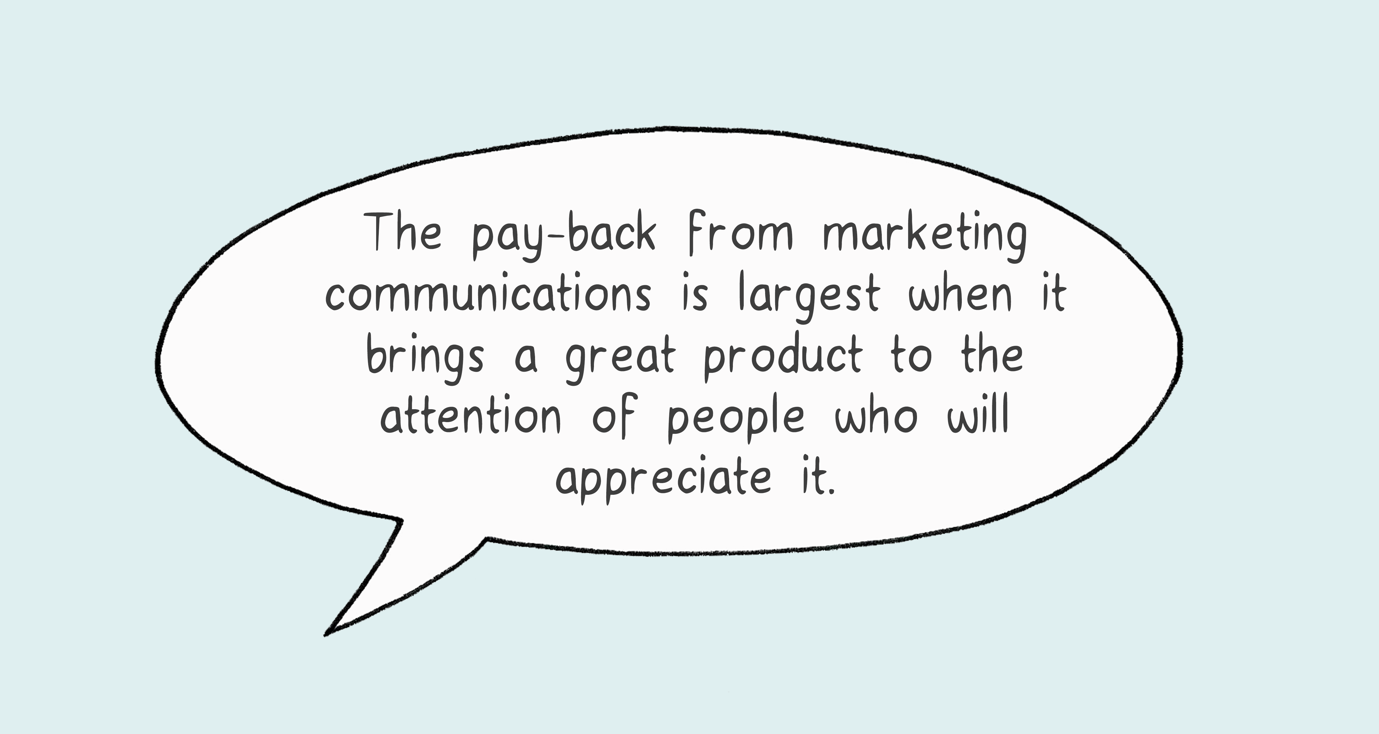 The pay-back from marketing
communications is largest when it
brings a great product to the
attention of people who will
appreciate it.